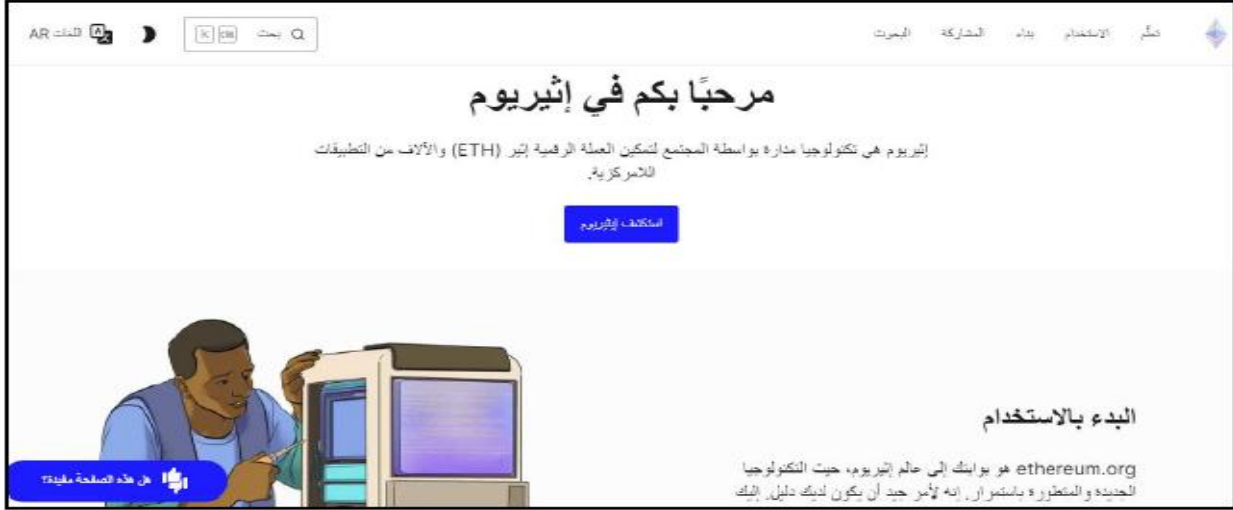 تعلّم الاستخدام بناء المشاركة البحوث
بحث
اللغات AR
مرحبًا بكم في إثيريوم
إثيريوم هي تكنولوجيا مدارة بواسطة المجتمع لتمكين العملة الرقمية إثير (ETH) والآلاف من التطبيقات
اللامركزية.
استكشف إيثيريوم
البدء بالاستخدام
ethereum.org هو بوابتك إلى عالم إثيريوم، حيث التكنولوجيا
الجديدة والمتطورة باستمرار. إنه لأمر جيد أن يكون لديك دليل. إليك
هل هذه الصفحة مفيدة؟